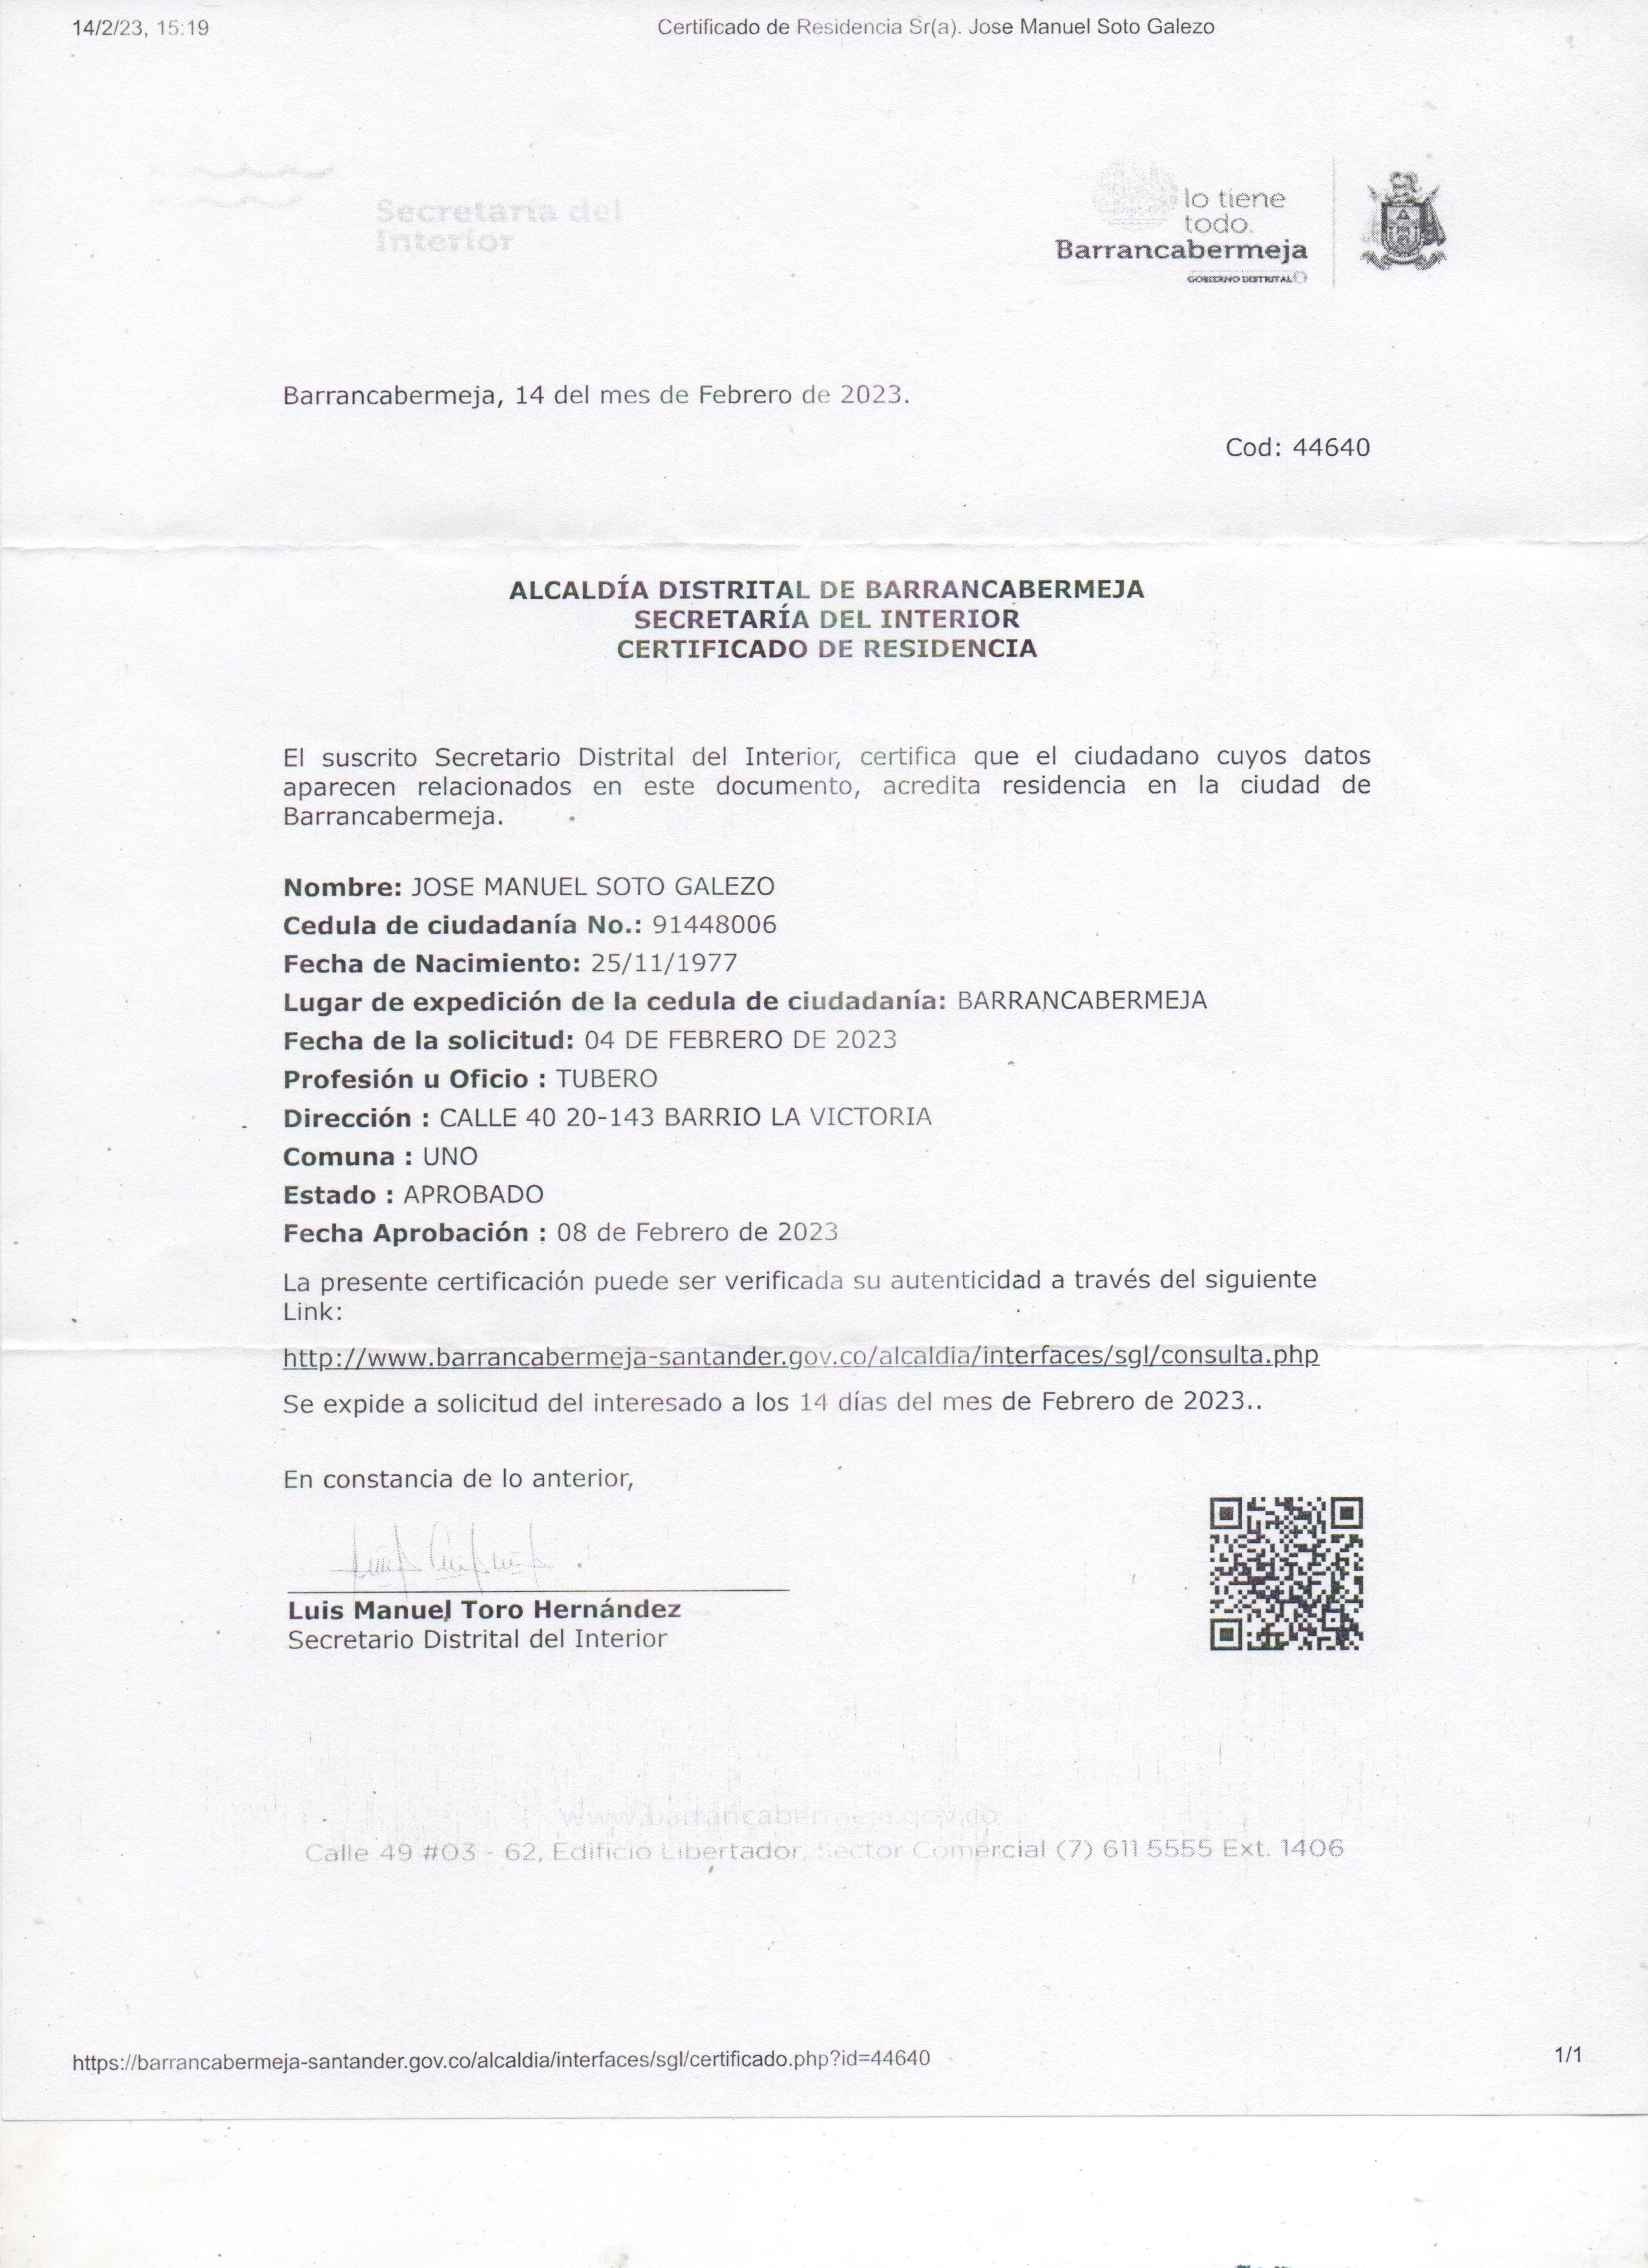 14/2/23, 15:19
Certificado de Residencia Sr(a). Jose Manuel Soto Galezo
Secretaría del
Interior
lo tiene
todo.
Barrancabermeja
GOBIERNO DISTRITAL
Barrancabermeja, 14 del mes de Febrero de 2023.
Cod: 44640
ALCALDÍA DISTRITAL DE BARRANCABERMEJA
SECRETARÍA DEL INTERIOR
CERTIFICADO DE RESIDENCIA
El suscrito Secretario Distrital del Interior, certifica que el ciudadano cuyos datos
aparecen relacionados en este documento, acredita residencia en la ciudad de
Barrancabermeja.
Nombre: JOSE MANUEL SOTO GALEZO
Cedula de ciudadanía No.: 91448006
Fecha de Nacimiento: 25/11/1977
Lugar de expedición de la cedula de ciudadanía: BARRANCABERMEJA
Fecha de la solicitud: 04 DE FEBRERO DE 2023
Profesión u Oficio : TUBERO
Dirección : CALLE 40 20-143 BARRIO LA VICTORIA
Comuna : UNO
Estado : APROBADO
Fecha Aprobación : 08 de Febrero de 2023
La presente certificación puede ser verificada su autenticidad a través del siguiente
Link:
http://www.barrancabermeja-santander.gov.co/alcaldia/interfaces/sgl/consulta.php
Se expide a solicitud del interesado a los 14 días del mes de Febrero de 2023..
En constancia de lo anterior,
Luis Manuel Toro Hernández
Secretario Distrital del Interior
www.barrancabermeja.gov.co
Calle 49 #03 - 62, Edificio Libertador, Sector Comercial (7) 611 5555 Ext. 1406
https://barrancabermeja-santander.gov.co/alcaldia/interfaces/sgl/certificado.php?id=44640
1/1